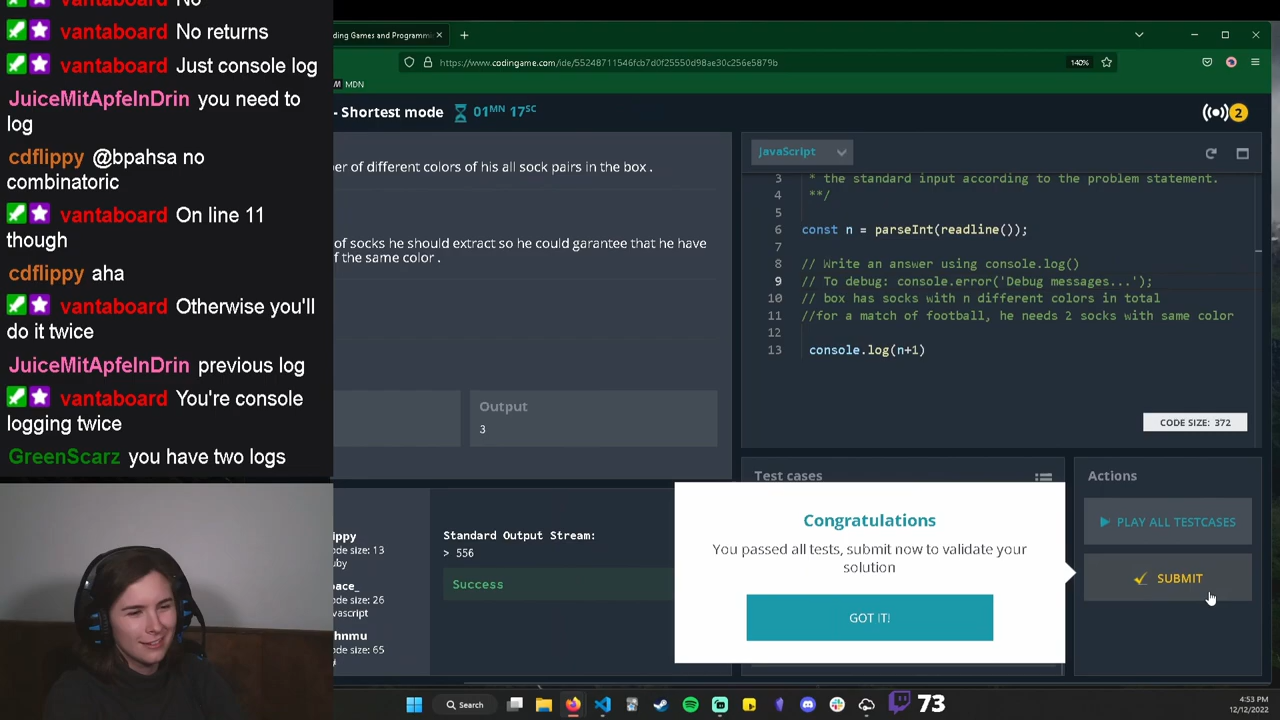 vantaboard No
vantaboard No returns
vantaboard Just console log
JuiceMitApfelnDrin you need to
log
cdflippy @bpahsa no
combinatoric
vantaboard On line 11
though
cdflippy aha
vantaboard Otherwise you'll
do it twice
JuiceMitApfelnDrin previous log
vantaboard You're console
logging twice
GreenScarz you have two logs
ding Games and Programmi
https://www.codingame.com/ide/55248711546fcb7d0f25550d98ae30c256e5879b
140%
MDN
- Shortest mode 01MN 17SC
2
er of different colors of his all sock pairs in the box .
of socks he should extract so he could garantee that he have
f the same color .
Output
3
JavaScript
3 * the standard input according to the problem statement.
4 **/
5
6 const n = parseInt(readline());
7
8 // Write an answer using console.log()
9 // To debug: console.error('Debug messages...');
10 // box has socks with n different colors in total
11 //for a match of football, he needs 2 socks with same color
12
13 console.log(n+1)
CODE SIZE: 372
ippy
de size: 13
uby
ace_
de size: 26
vascript
hnmu
de size: 65
Standard Output Stream:
> 556
Success
Test cases
Congratulations
You passed all tests, submit now to validate your
solution
GOT IT!
Actions
PLAY ALL TESTCASES
SUBMIT
Search
73
4:53 PM
12/12/2022